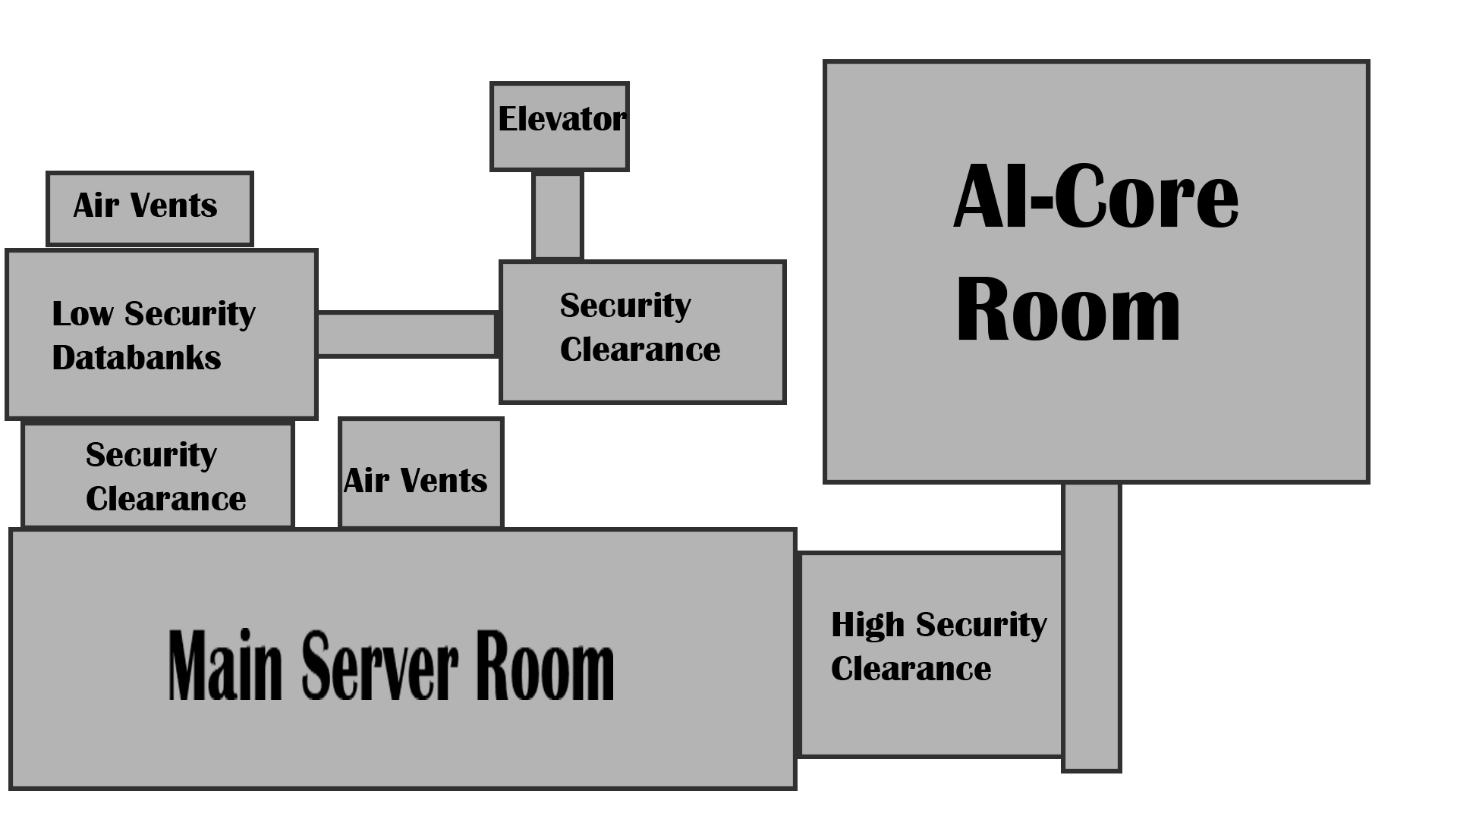 Elevator
AI-Core
Room
Air Vents
Low Security
Databanks
Security
Clearance
Security
Clearance
Air Vents
Main Server Room
High Security
Clearance